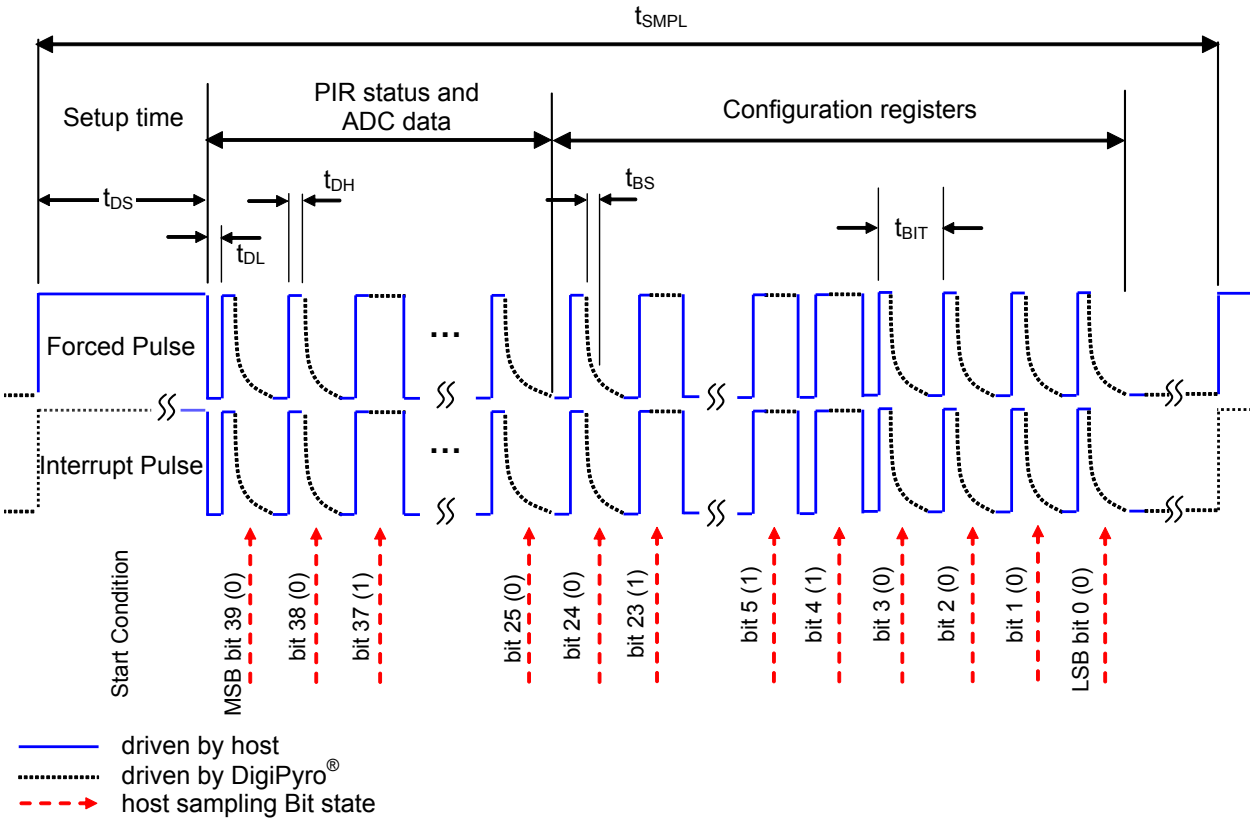 tSMPL
Setup time
PIR status and
ADC data
Configuration registers
tDS
tDH
tBS
tDL
tBIT
Forced Pulse
...
Interrupt Pulse
...
Start Condition
MSB bit 39 (0)
bit 38 (0)
bit 37 (1)
bit 25 (0)
bit 24 (0)
bit 23 (1)
bit 5 (1)
bit 4 (1)
bit 3 (0)
bit 2 (0)
bit 1 (0)
LSB bit 0 (0)
driven by host
driven by DigiPyro®
host sampling Bit state